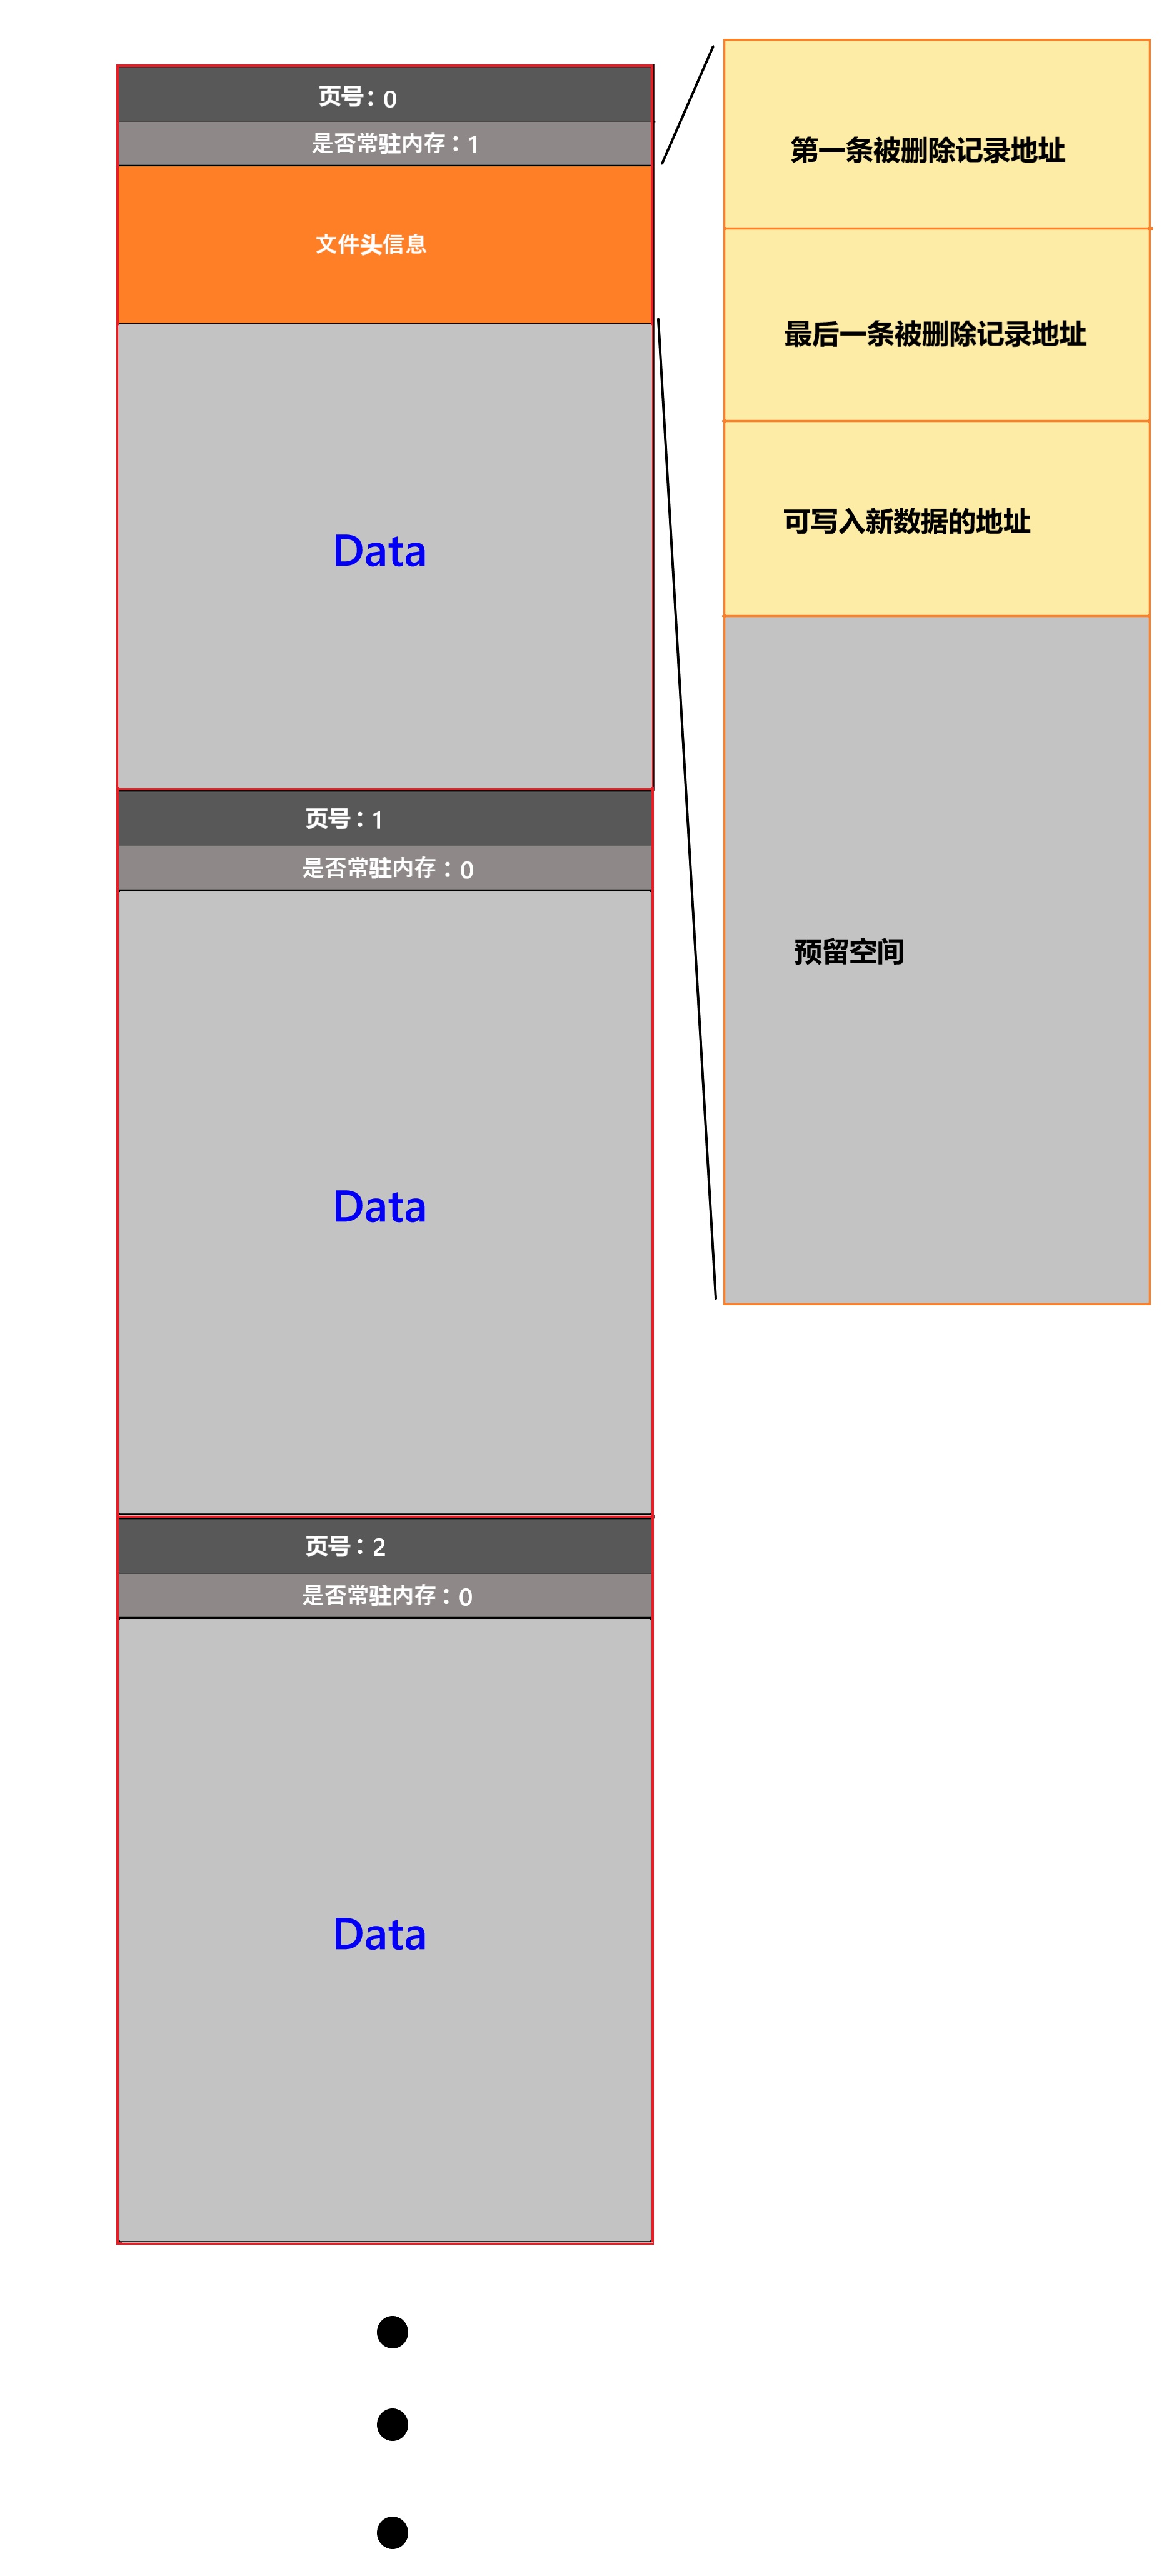 页号：0
是否常驻内存：1
文件头信息
Data
页号：1
是否常驻内存：0
Data
页号：2
是否常驻内存：0
Data
第一条被删除记录地址
最后一条被删除记录地址
可写入新数据的地址
预留空间